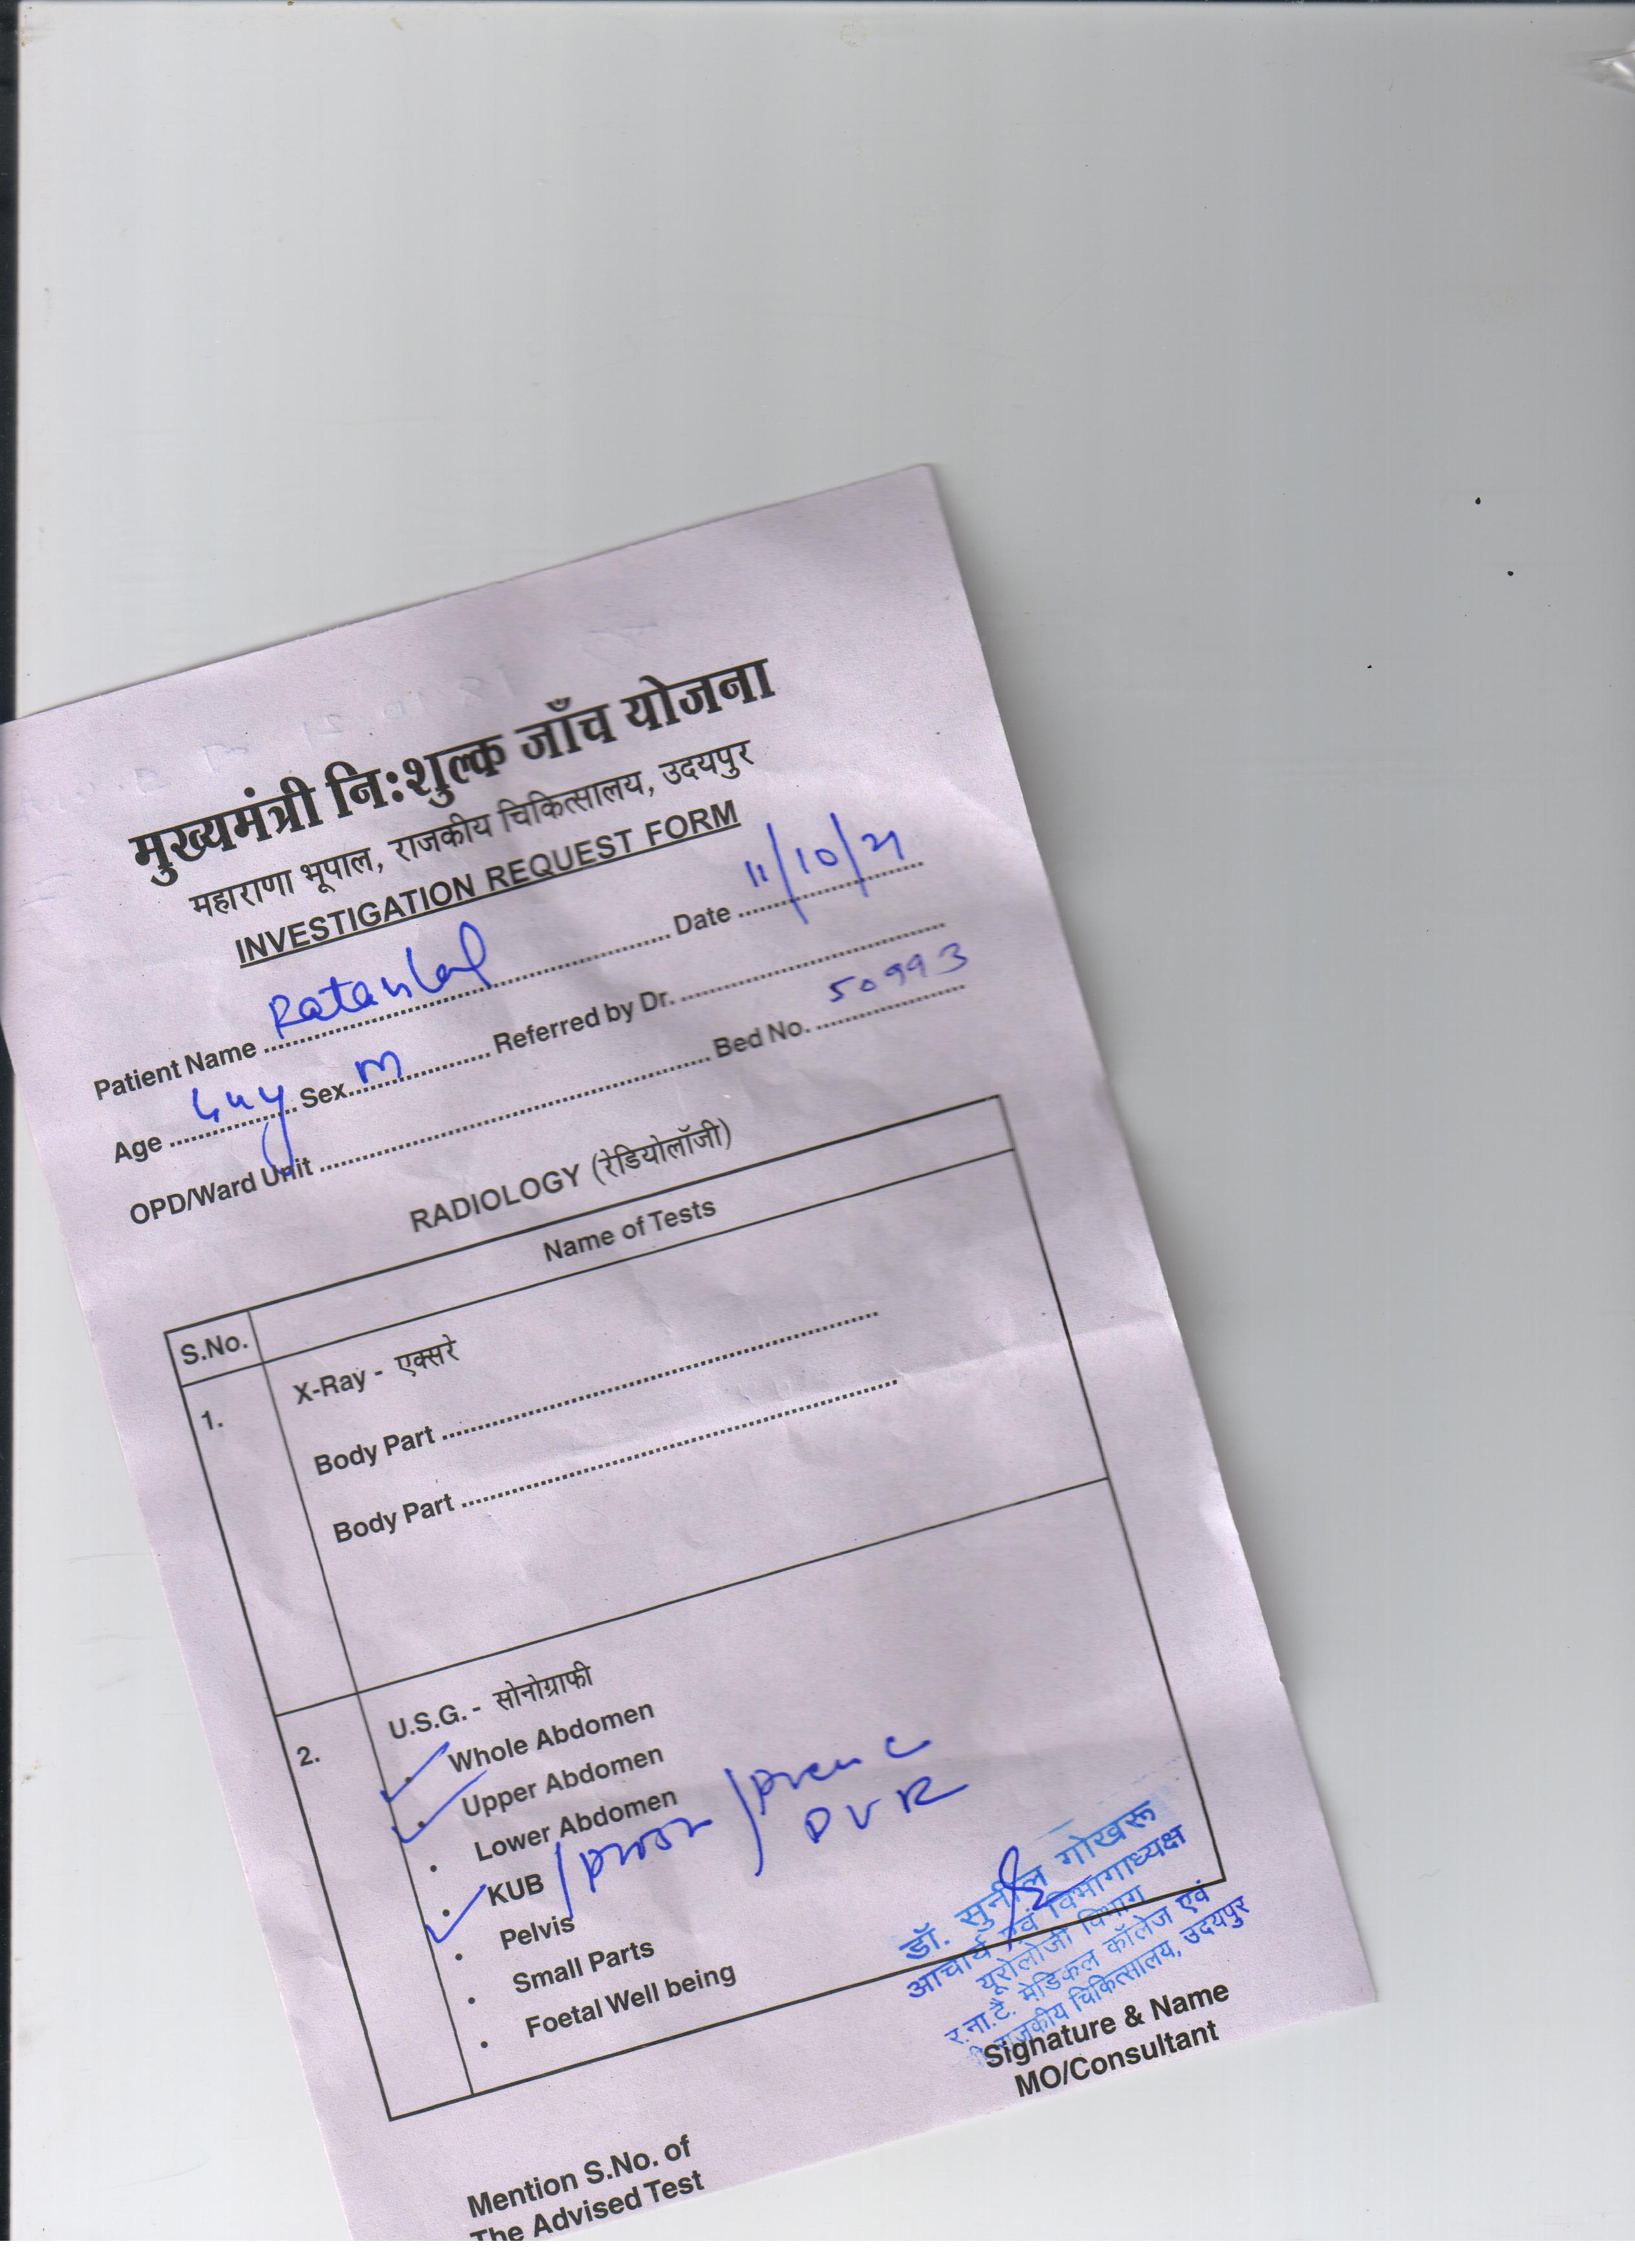 मुख्यमंत्री नि:शुल्क जाँच योजना
महाराणा भूपाल, राजकीय चिकित्सालय, उदयपुर
INVESTIGATION REQUEST FORM
Patient Name Ratanlal Date 11/10/21
Age Sex M Referred by Dr.
OPD/Ward Unit Bed No. 50993
RADIOLOGY (रेडियोलॉजी)
S.No. Name of Tests
1. X-Ray - एक्सरे
Body Part
Body Part
2. U.S.G. - सोनोग्राफी
Whole Abdomen
Upper Abdomen
Lower Abdomen
KUB
PVR
Pelvis
Small Parts
Foetal Well being
डॉ. सुनील गोखरू
आचार्य एवं विभागाध्यक्ष
यूरोलोजी विभाग
र.ना.टै. मेडिकल कॉलेज एवं
राजकीय चिकित्सालय, उदयपुर
Signature & Name
MO/Consultant
Mention S.No. of
The Advised Test